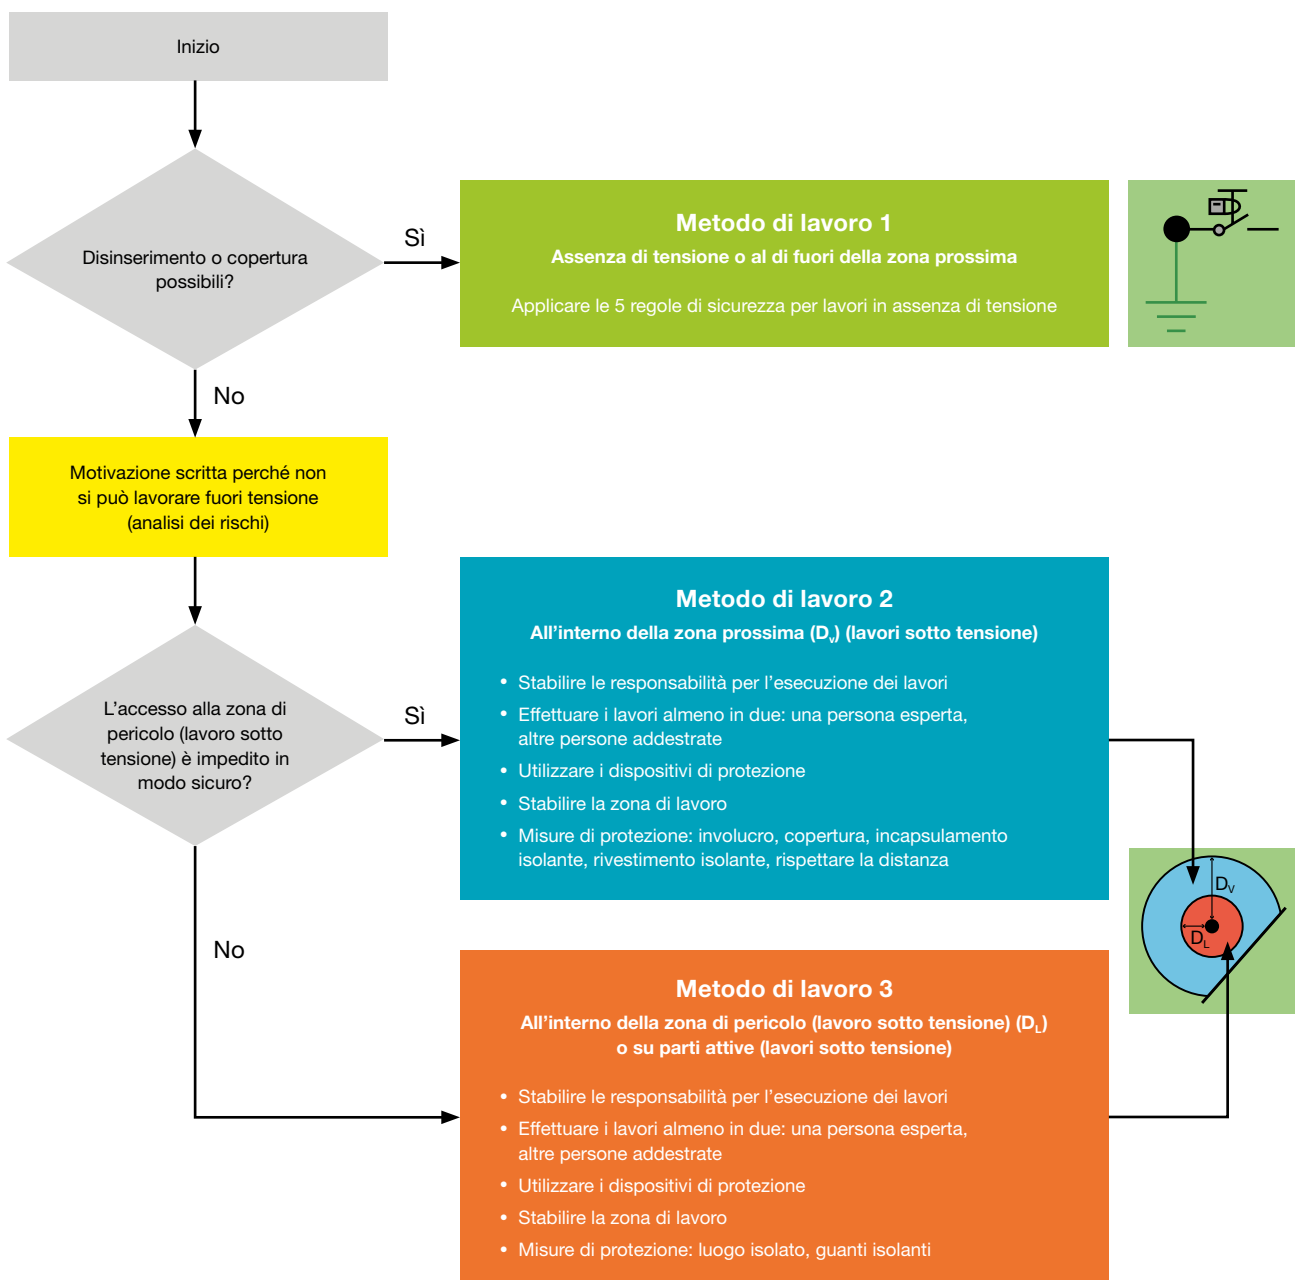 Inizio
Disinserimento o copertura
possibili?
Sì
Metodo di lavoro 1
Assenza di tensione o al di fuori della zona prossima
Applicare le 5 regole di sicurezza per lavori in assenza di tensione
No
Motivazione scritta perché non
si può lavorare fuori tensione
(analisi dei rischi)
L’accesso alla zona di
pericolo (lavoro sotto
tensione) è impedito in
modo sicuro?
Sì
Metodo di lavoro 2
All’interno della zona prossima (Dv) (lavori sotto tensione)
• Stabilire le responsabilità per l’esecuzione dei lavori
• Effettuare i lavori almeno in due: una persona esperta,
altre persone addestrate
• Utilizzare i dispositivi di protezione
• Stabilire la zona di lavoro
• Misure di protezione: involucro, copertura, incapsulamento
isolante, rivestimento isolante, rispettare la distanza
DV
DL
No
Metodo di lavoro 3
All’interno della zona di pericolo (lavoro sotto tensione) (DL)
o su parti attive (lavori sotto tensione)
• Stabilire le responsabilità per l’esecuzione dei lavori
• Effettuare i lavori almeno in due: una persona esperta,
altre persone addestrate
• Utilizzare i dispositivi di protezione
• Stabilire la zona di lavoro
• Misure di protezione: luogo isolato, guanti isolanti